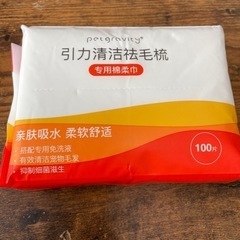 petgravity®
引力清洁祛毛梳
专用棉柔巾
亲肤吸水 柔软舒适
• 搭配专用免洗液
• 有效清洁宠物毛发
• 抑制细菌滋生
100片